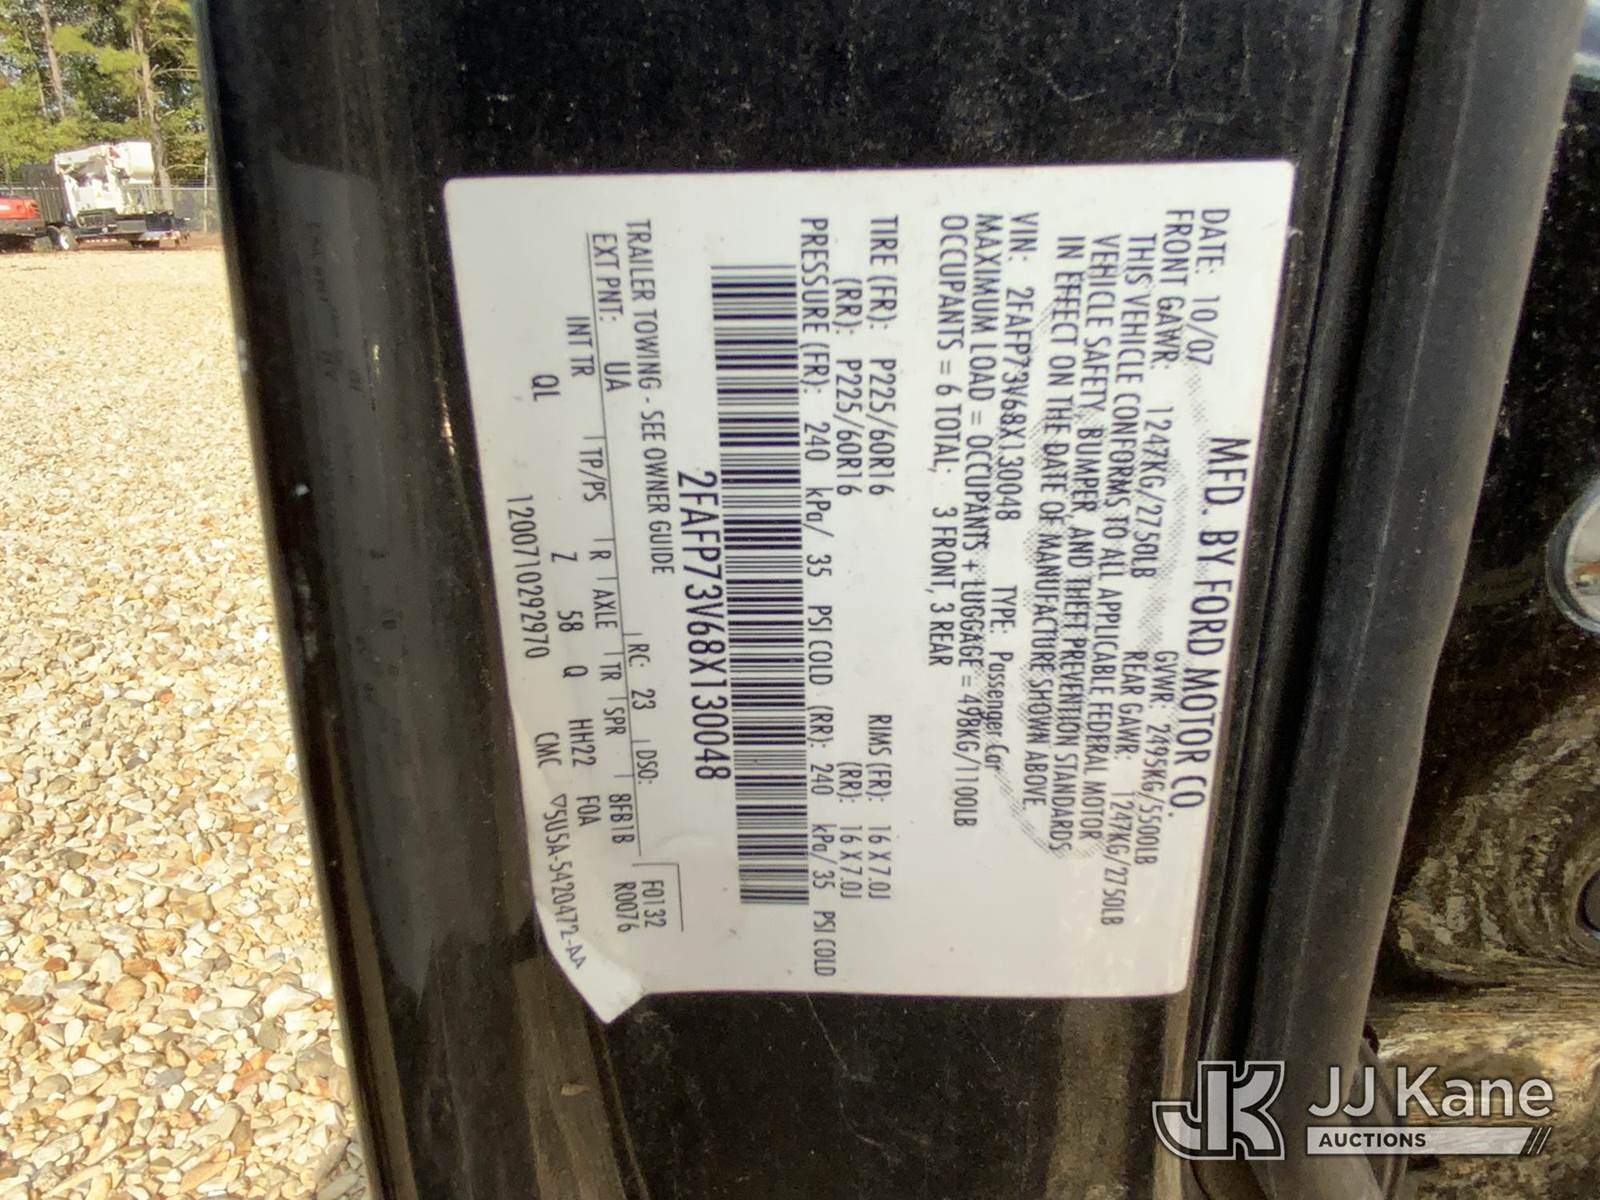 MFD. BY FORD MOTOR CO.
DATE: 10/07 GVWR: 2495KG/5500LB
FRONT GAWR: 1247KG/2750LB REAR GAWR: 1247KG/2750LB
THIS VEHICLE CONFORMS TO ALL APPLICABLE FEDERAL MOTOR
VEHICLE SAFETY, BUMPER, AND THEFT PREVENTION STANDARDS
IN EFFECT ON THE DATE OF MANUFACTURE SHOWN ABOVE.
VIN: 2FAFP73V68X130048 TYPE: Passenger Car
MAXIMUM LOAD = OCCUPANTS + LUGGAGE = 498KG/1100LB
OCCUPANTS = 6 TOTAL; 3 FRONT, 3 REAR
TIRE (FR): P225/60R16 RIMS (FR): 16 X 7.0J
(RR): P225/60R16 (RR): 16 X 7.0J
PRESSURE (FR): 240 kPa/ 35 PSI COLD (RR): 240 kPa/35 PSI COLD
2FAFP73V68X130048
TRAILER TOWING - SEE OWNER GUIDE F0132
EXT PNT: UA RC: 23 DSO: R0076
INT TR TP/PS R AXLE TR SPR 8FB1B
QL Z 58 Q HH22 F0A
12007102929​70 CMC ▽5U5A-5420472-AA
JK JJ Kane
AUCTIONS